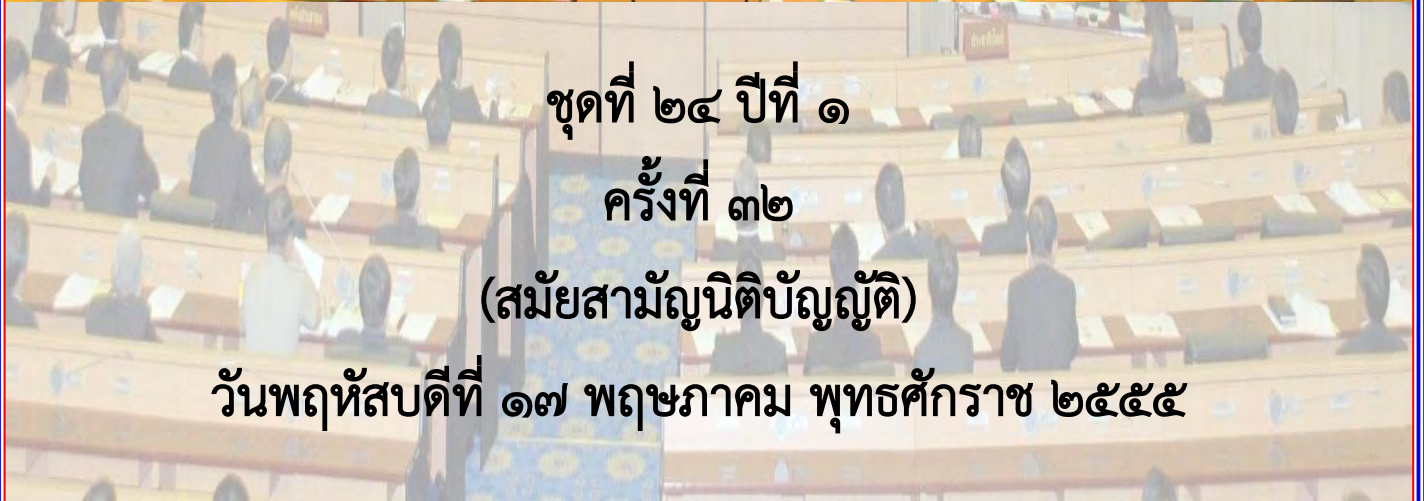 ชุดที่ ๒๔ ปีที่ ๑
ครั้งที่ ๓๒
(สมัยสามัญนิติบัญญัติ)
วันพฤหัสบดีที่ ๑๗ พฤษภาคม พุทธศักราช ๒๕๕๕